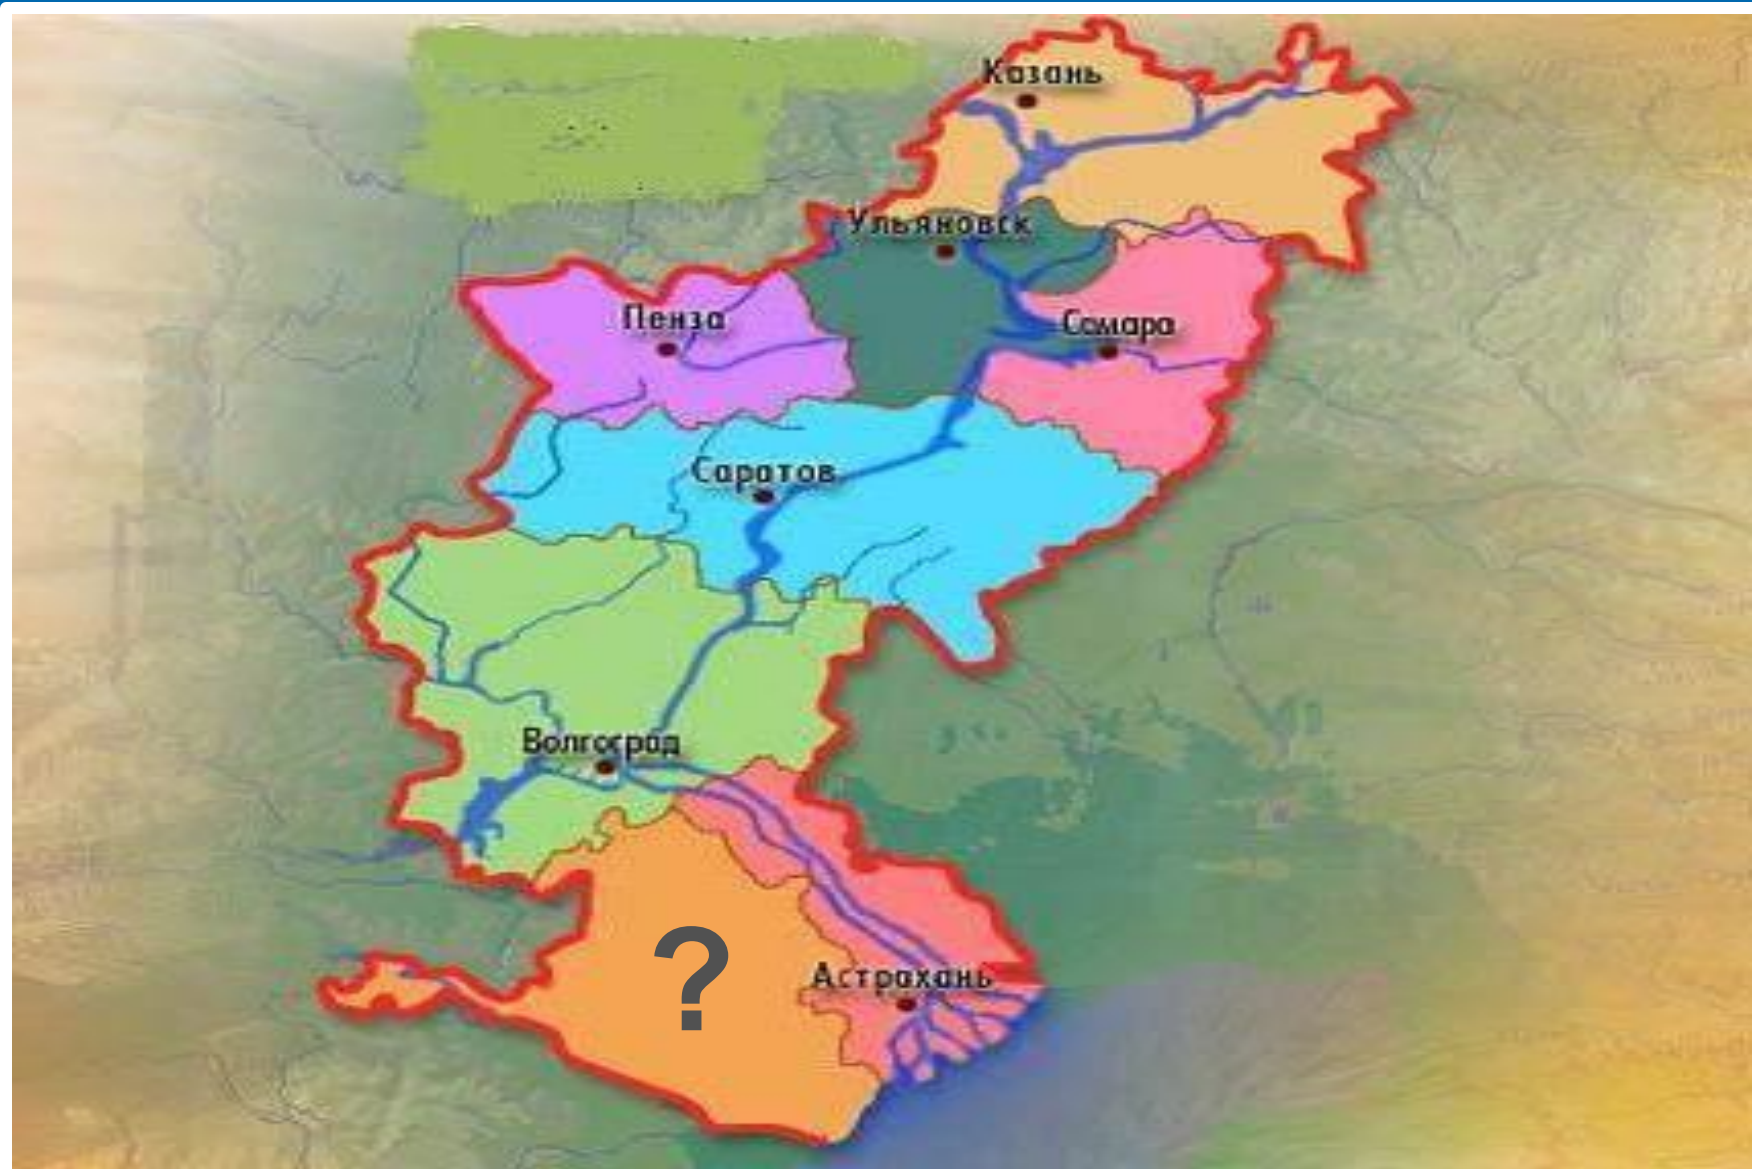 Казань
Ульяновск
Пенза
Самара
Саратов
Волгоград
?
Астрахань